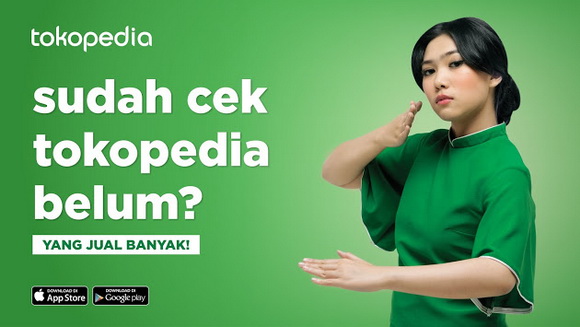 tokopedia
sudah cek
tokopedia
belum?
YANG JUAL BANYAK!
DOWNLOAD DI
App Store
DOWNLOAD DI
Google play